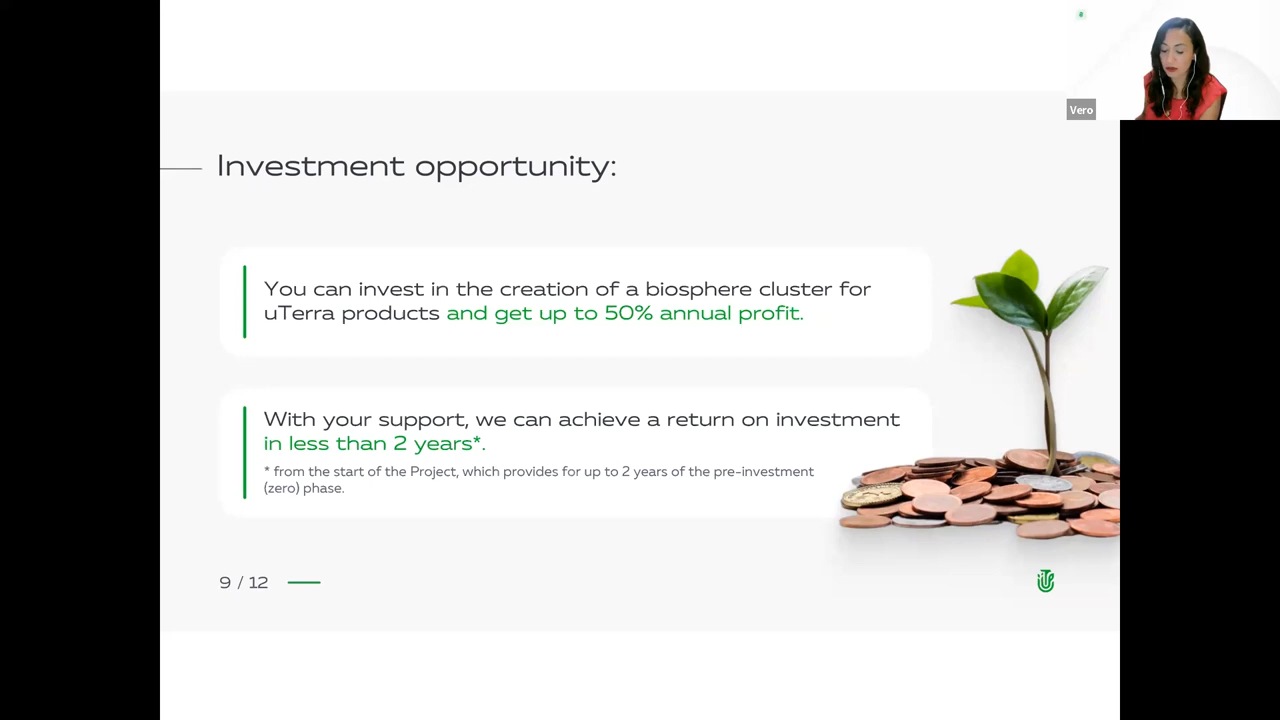 Vero
Investment opportunity:
You can invest in the creation of a biosphere cluster for
uTerra products and get up to 50% annual profit.
With your support, we can achieve a return on investment
in less than 2 years*.
* from the start of the Project, which provides for up to 2 years of the pre-investment
(zero) phase.
9 / 12